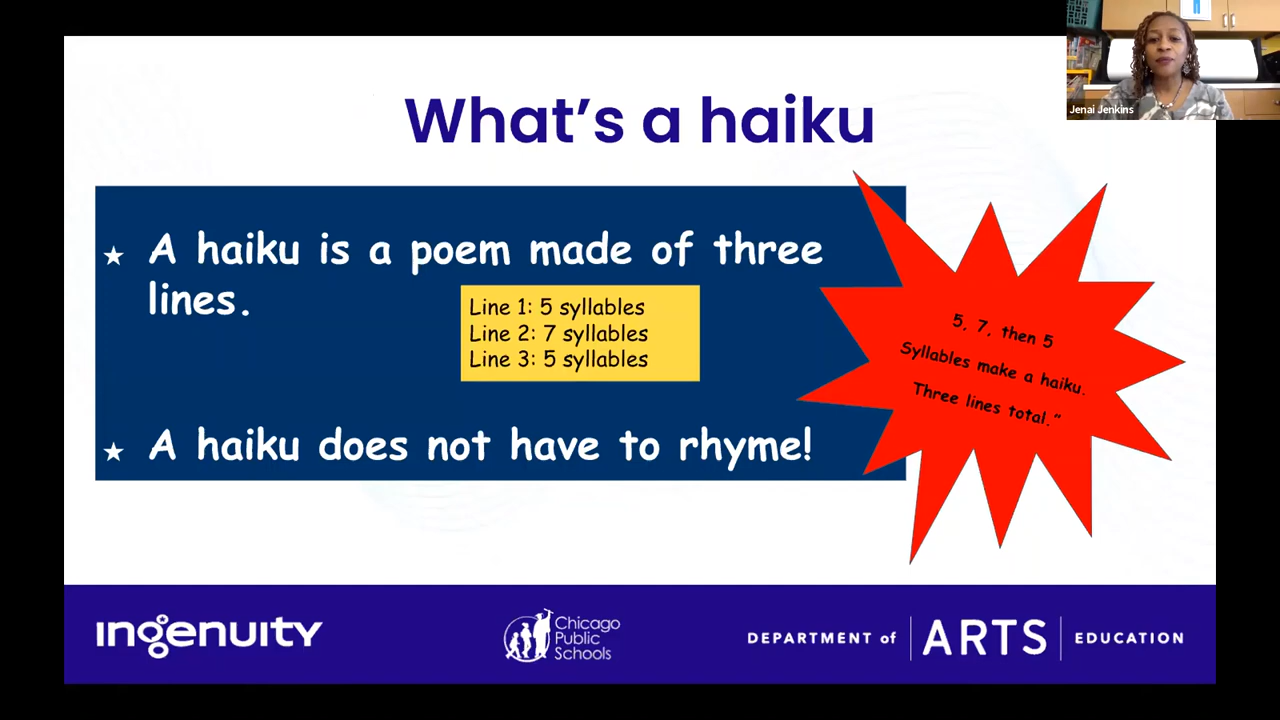 Jenai Jenkins
What's a haiku
★ A haiku is a poem made of three
lines.
Line 1: 5 syllables
Line 2: 7 syllables
Line 3: 5 syllables
★ A haiku does not have to rhyme!
5, 7, then 5
Syllables make a haiku.
Three lines total."
ingenuity
Chicago
Public
Schools
DEPARTMENT of ARTS EDUCATION